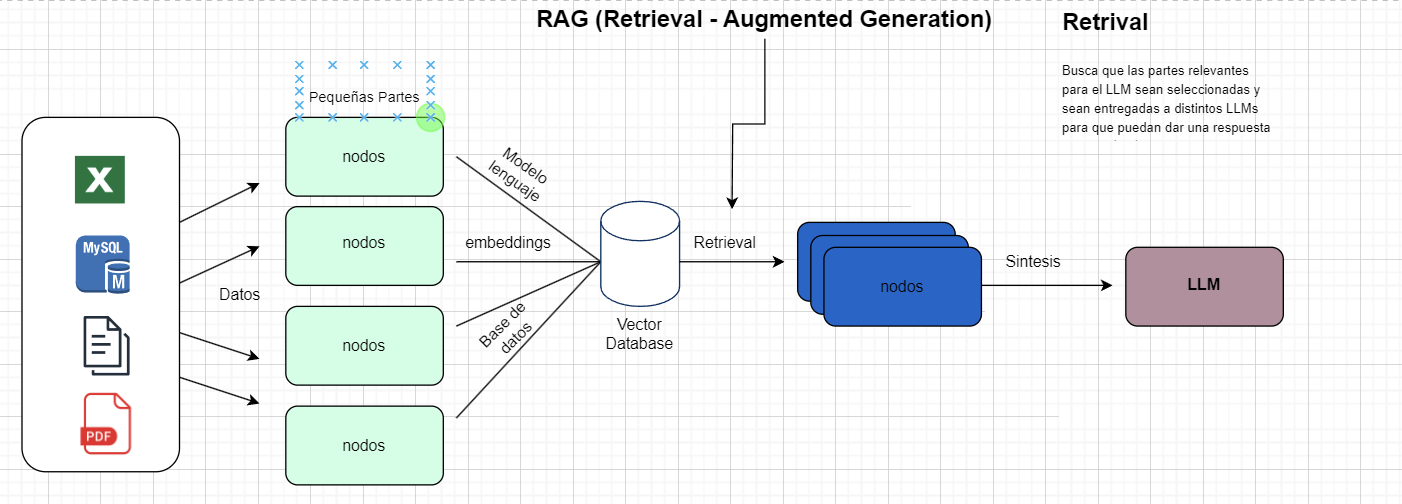 RAG (Retrieval - Augmented Generation)
Retrival
Busca que las partes relevantes
para el LLM sean seleccionadas y
sean entregadas a distintos LLMs
para que puedan dar una respuesta
Pequeñas Partes
X
MySQL
M
PDF
Datos
nodos
nodos
nodos
nodos
Modelo
lenguaje
embeddings
Base de
datos
Vector
Database
Retrieval
nodos
Sintesis
LLM